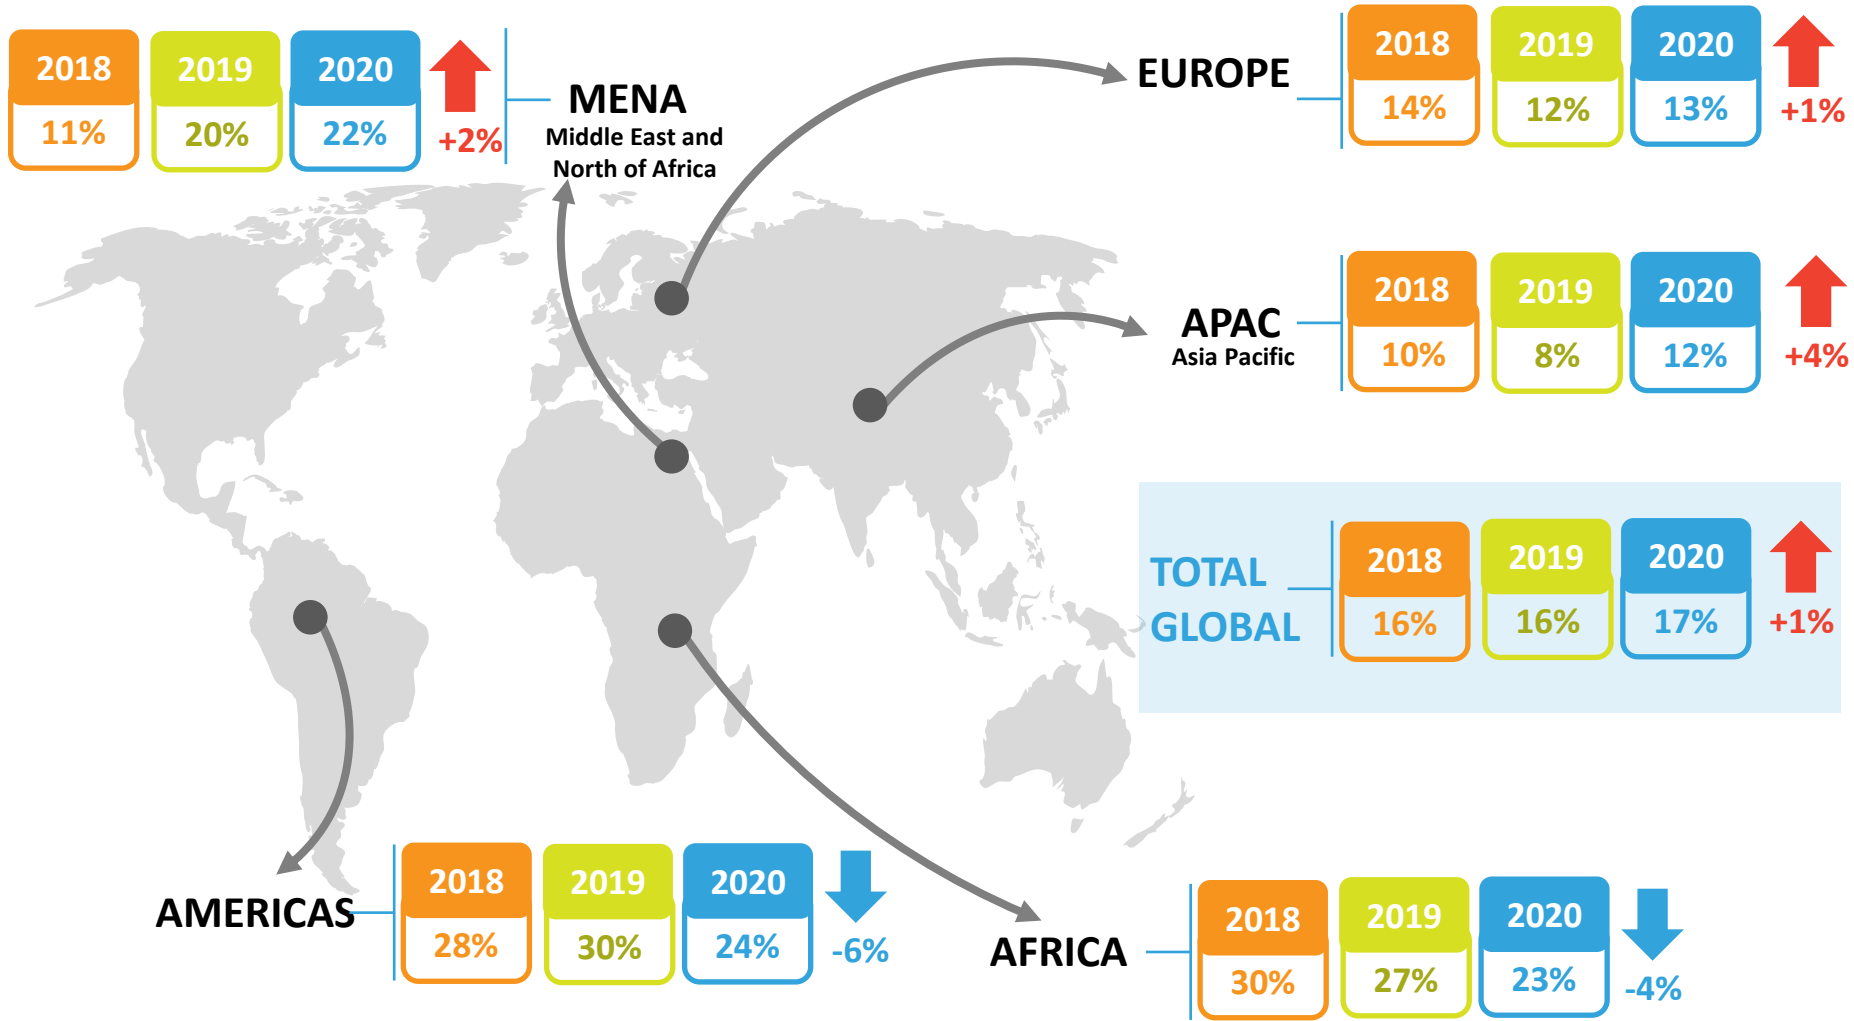 2018 2019 2020
11% 20% 22% +2%
MENA
Middle East and
North of Africa
EUROPE
2018 2019 2020
14% 12% 13% +1%
APAC
Asia Pacific
2018 2019 2020
10% 8% 12% +4%
TOTAL
GLOBAL
2018 2019 2020
16% 16% 17% +1%
AMERICAS
2018 2019 2020
28% 30% 24% -6%
AFRICA
2018 2019 2020
30% 27% 23% -4%